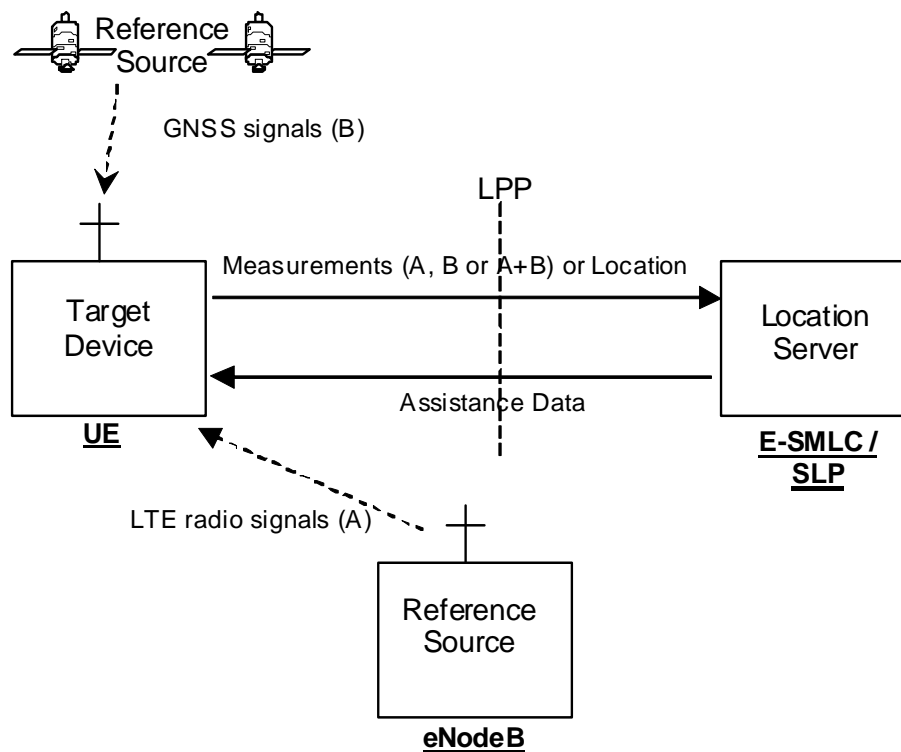 Reference
Source
GNSS signals (B)
LPP
Measurements (A, B or A+B) or Location
Target
Device
Location
Server
Assistance Data
UE
E-SMLC /
SLP
LTE radio signals (A)
Reference
Source
eNodeB